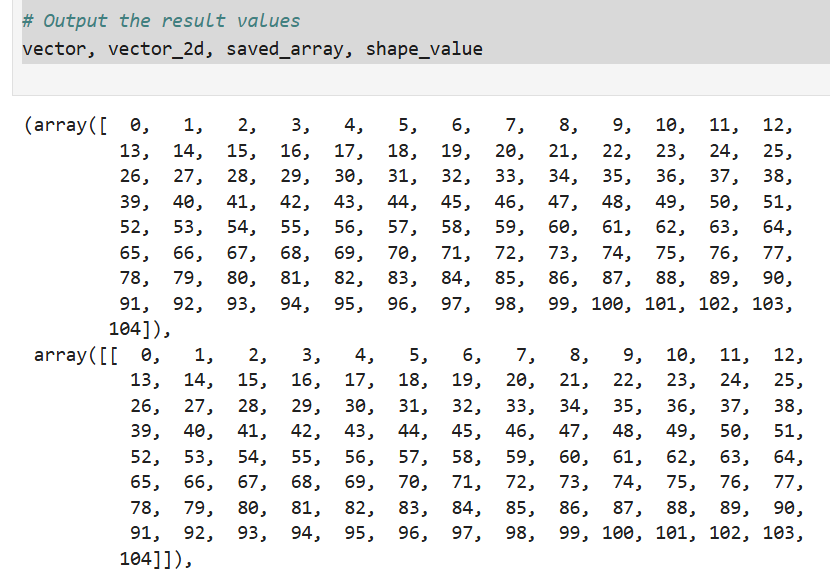 # Output the result values
vector, vector_2d, saved_array, shape_value
(array([  0,   1,   2,   3,   4,   5,   6,   7,   8,   9,  10,  11,  12,
         13,  14,  15,  16,  17,  18,  19,  20,  21,  22,  23,  24,  25,
         26,  27,  28,  29,  30,  31,  32,  33,  34,  35,  36,  37,  38,
         39,  40,  41,  42,  43,  44,  45,  46,  47,  48,  49,  50,  51,
         52,  53,  54,  55,  56,  57,  58,  59,  60,  61,  62,  63,  64,
         65,  66,  67,  68,  69,  70,  71,  72,  73,  74,  75,  76,  77,
         78,  79,  80,  81,  82,  83,  84,  85,  86,  87,  88,  89,  90,
         91,  92,  93,  94,  95,  96,  97,  98,  99, 100, 101, 102, 103,
        104]),
 array([[  0,   1,   2,   3,   4,   5,   6,   7,   8,   9,  10,  11,  12,
          13,  14,  15,  16,  17,  18,  19,  20,  21,  22,  23,  24,  25,
          26,  27,  28,  29,  30,  31,  32,  33,  34,  35,  36,  37,  38,
          39,  40,  41,  42,  43,  44,  45,  46,  47,  48,  49,  50,  51,
          52,  53,  54,  55,  56,  57,  58,  59,  60,  61,  62,  63,  64,
          65,  66,  67,  68,  69,  70,  71,  72,  73,  74,  75,  76,  77,
          78,  79,  80,  81,  82,  83,  84,  85,  86,  87,  88,  89,  90,
          91,  92,  93,  94,  95,  96,  97,  98,  99, 100, 101, 102, 103,
         104]]),